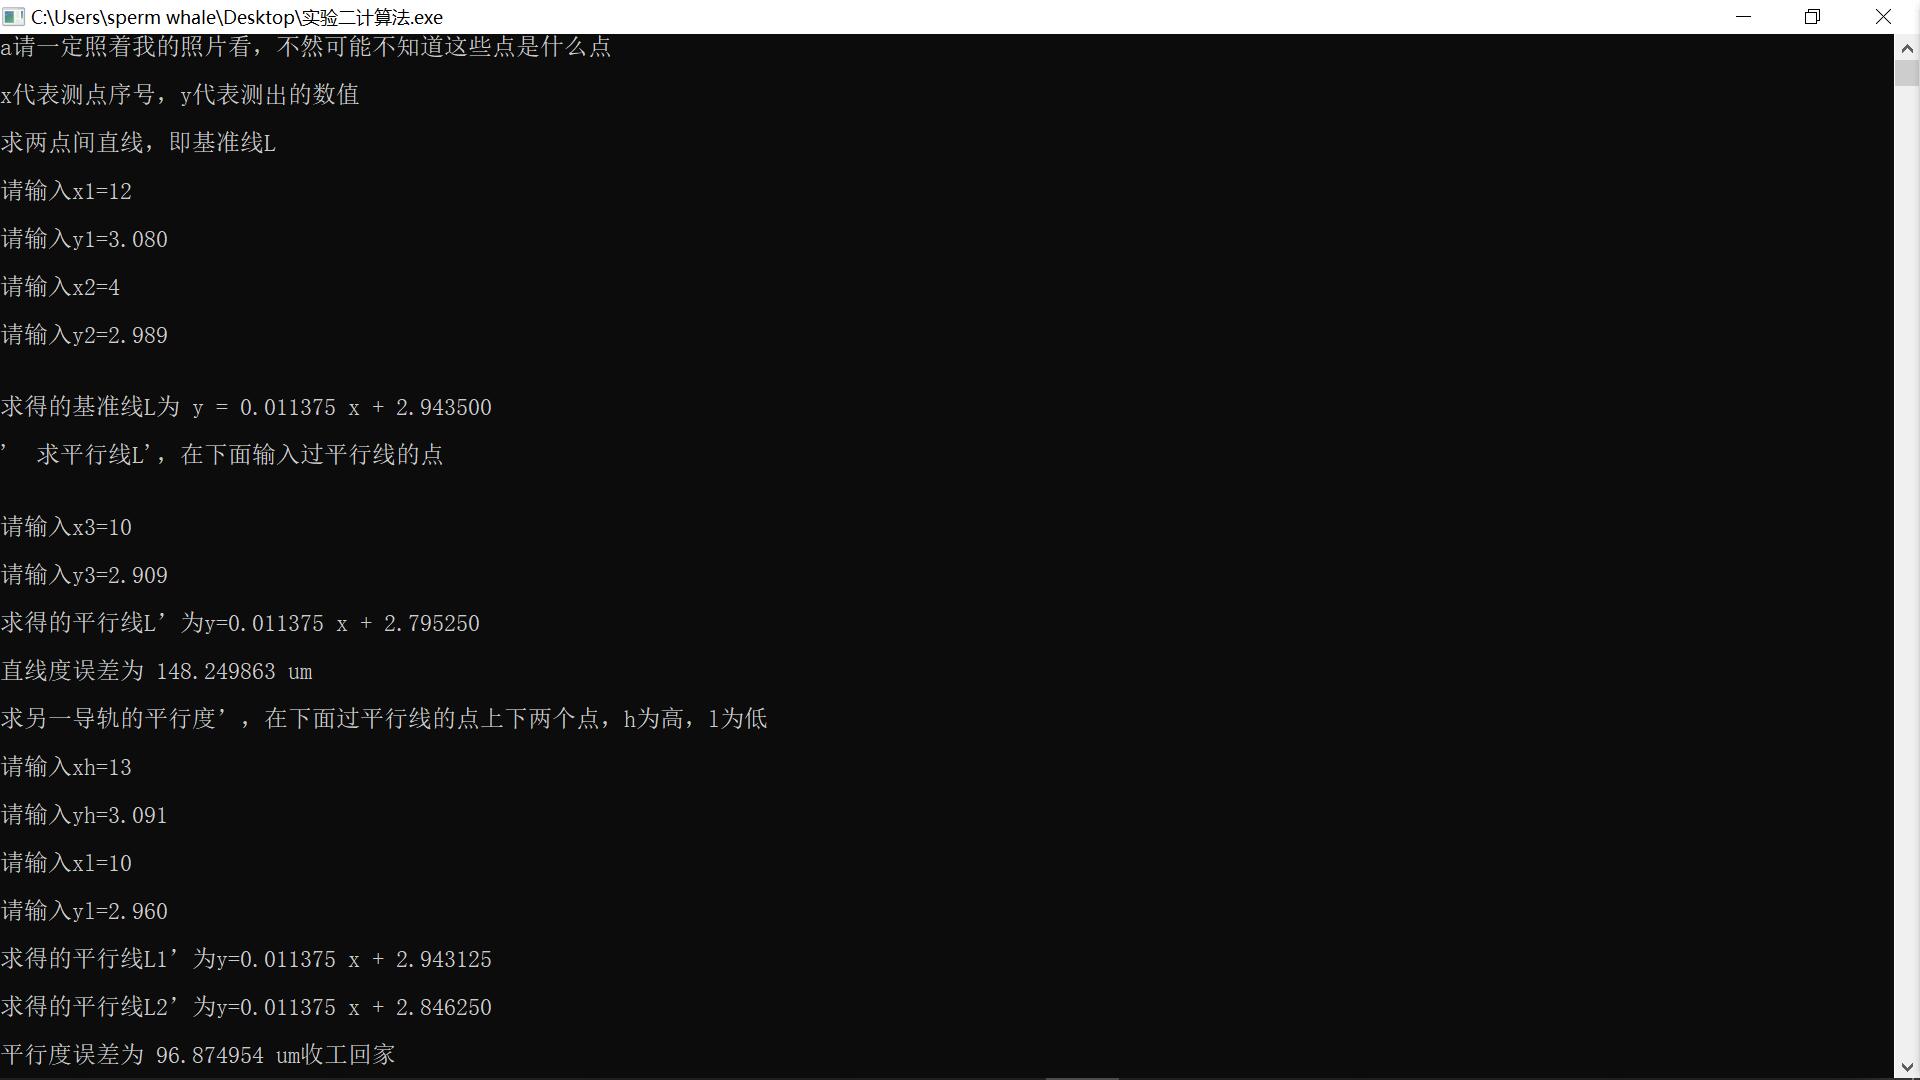 C:\Users\sperm whale\Desktop\实验二计算法.exe
a请一定照着我的照片看，不然可能不知道这些点是什么点
x代表测点序号，y代表测出的数值
求两点间直线，即基准线L
请输入x1=12
请输入y1=3.080
请输入x2=4
请输入y2=2.989
求得的基准线L为 y = 0.011375 x + 2.943500
’ 求平行线L’，在下面输入过平行线的点
请输入x3=10
请输入y3=2.909
求得的平行线L’为y=0.011375 x + 2.795250
直线度误差为 148.249863 um
求另一导轨的平行度’，在下面过平行线的点上下两个点，h为高，l为低
请输入xh=13
请输入yh=3.091
请输入xl=10
请输入yl=2.960
求得的平行线L1’为y=0.011375 x + 2.943125
求得的平行线L2’为y=0.011375 x + 2.846250
平行度误差为 96.874954 um收工回家